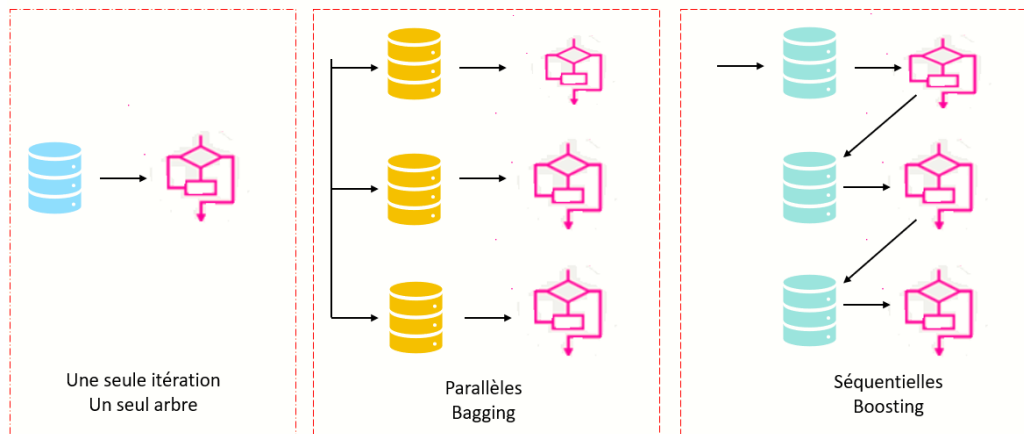 Une seule itération
Un seul arbre
Parallèles
Bagging
Séquentielles
Boosting